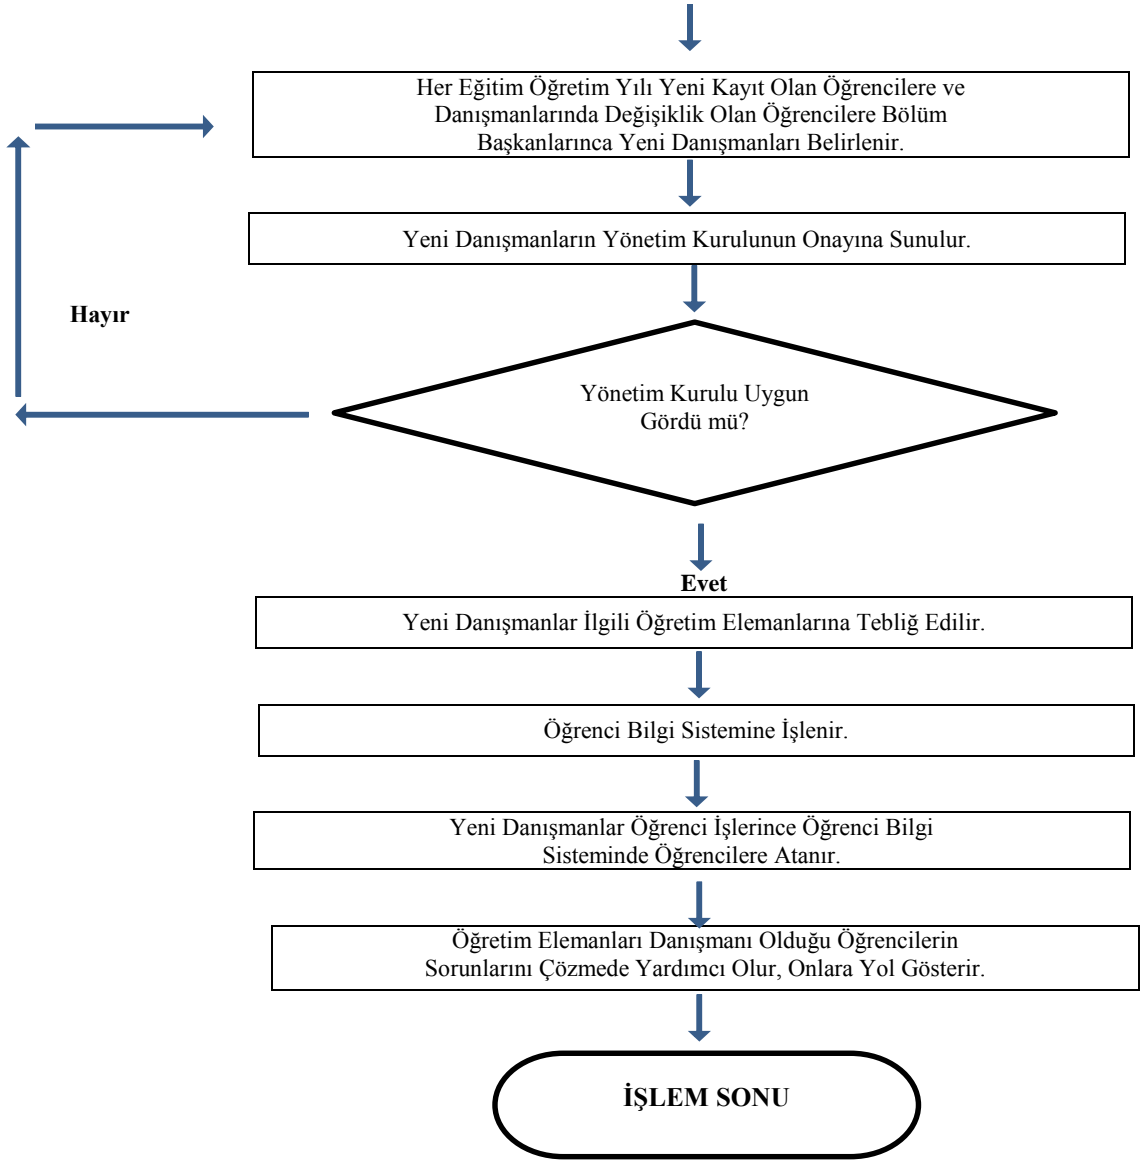 Her Eğitim Öğretim Yılı Yeni Kayıt Olan Öğrencilere ve
Danışmanlarında Değişiklik Olan Öğrencilere Bölüm
Başkanlarınca Yeni Danışmanları Belirlenir.
Yeni Danışmanların Yönetim Kurulunun Onayına Sunulur.
Hayır
Yönetim Kurulu Uygun
Gördü mü?
Evet
Yeni Danışmanlar İlgili Öğretim Elemanlarına Tebliğ Edilir.
Öğrenci Bilgi Sistemine İşlenir.
Yeni Danışmanlar Öğrenci İşlerince Öğrenci Bilgi
Sisteminde Öğrencilere Atanır.
Öğretim Elemanları Danışmanı Olduğu Öğrencilerin
Sorunlarını Çözmede Yardımcı Olur, Onlara Yol Gösterir.
İŞLEM SONU